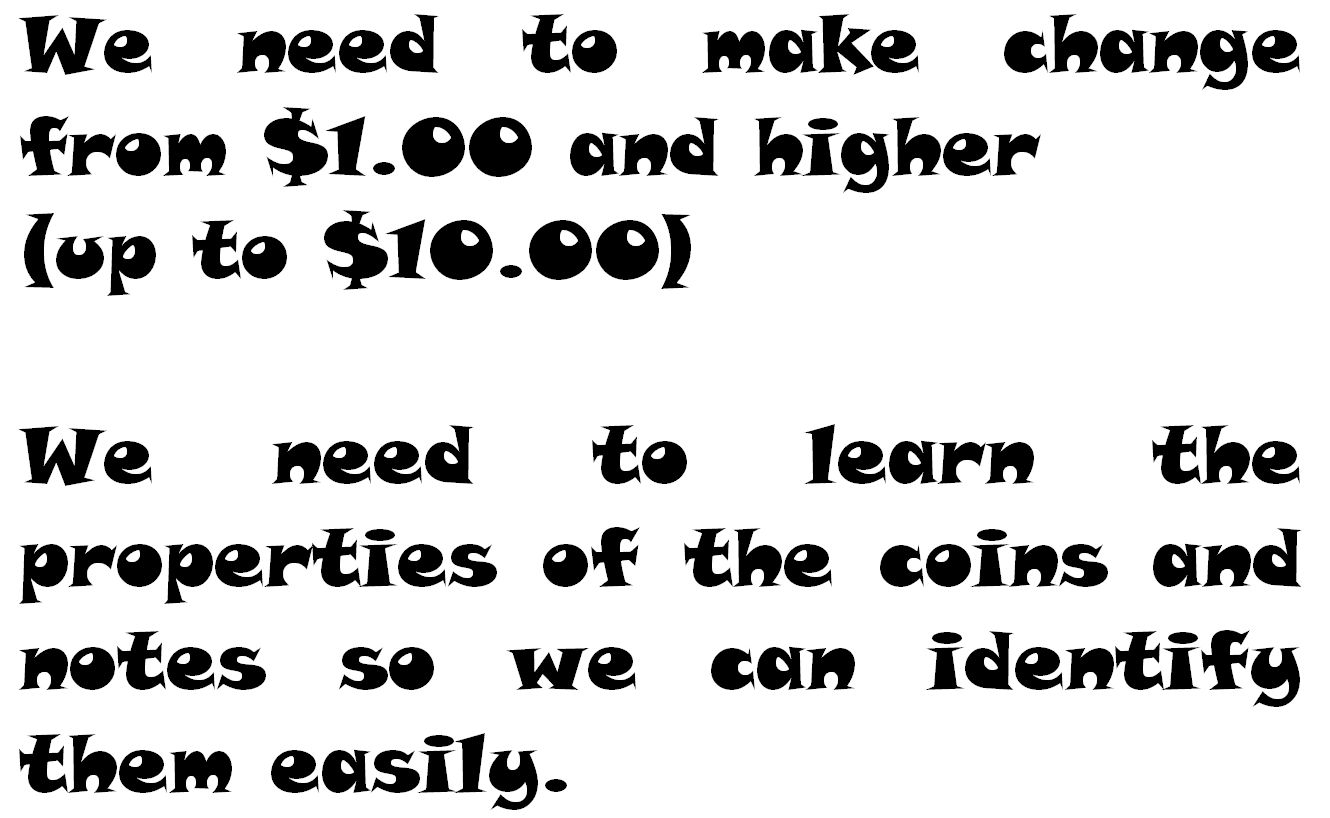 We need to make change
from $1.00 and higher
(up to $10.00)
We need to learn the
properties of the coins and
notes so we can identify
them easily.